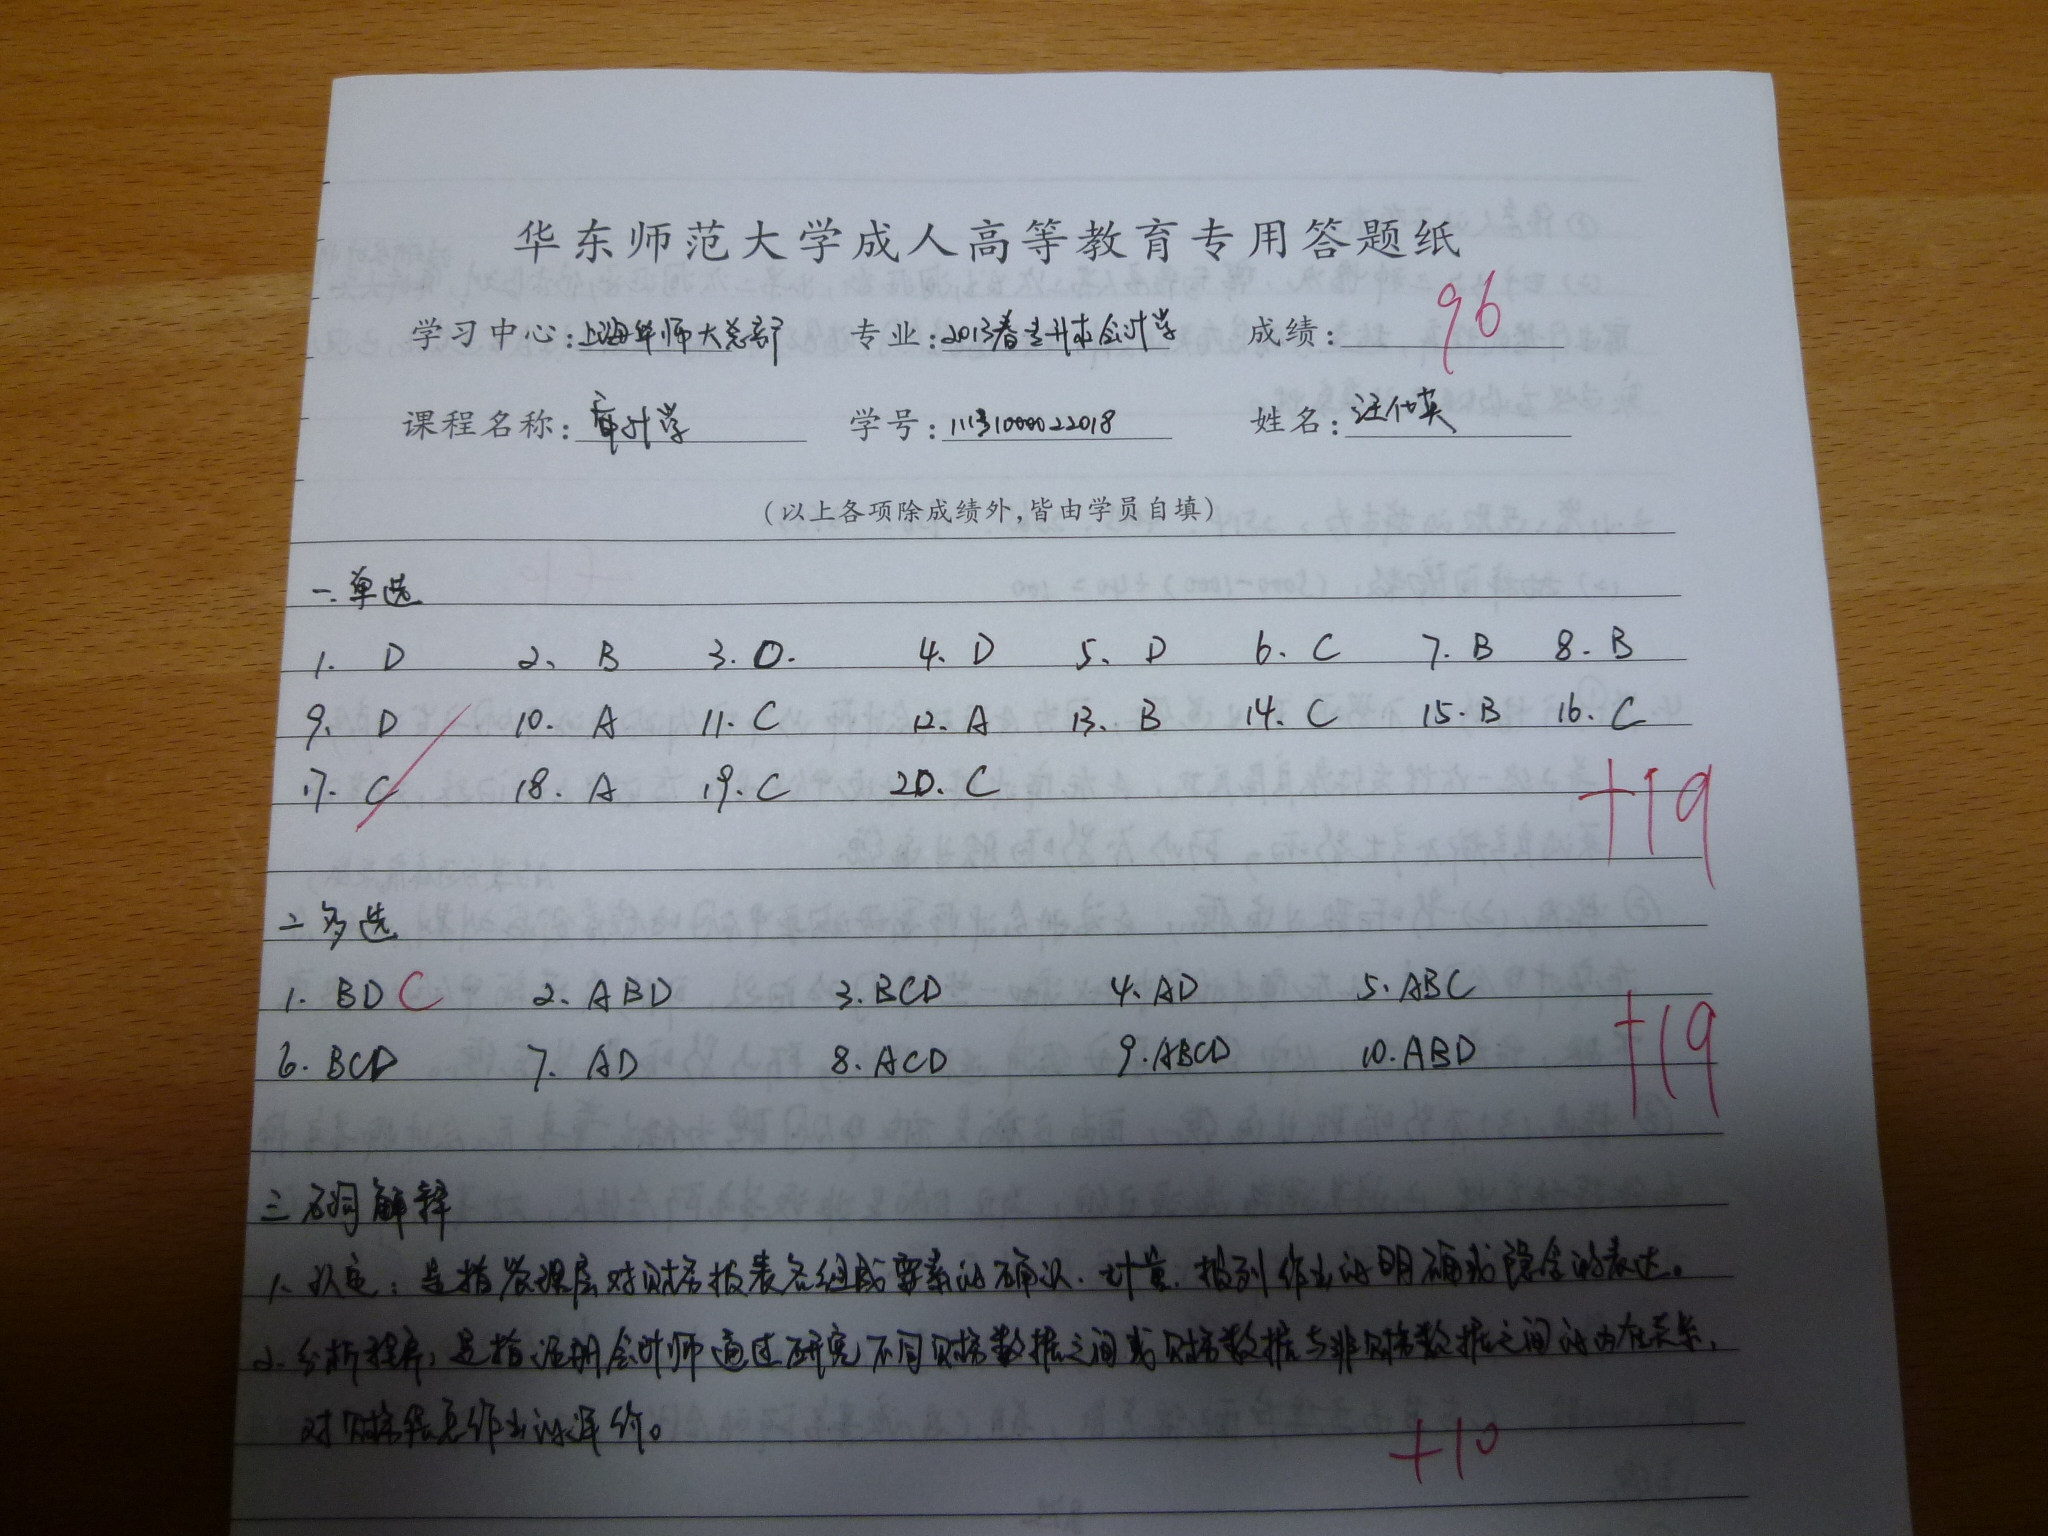 华东师范大学成人高等教育专用答题纸
学习中心:上海华师大总部 专业:2013春专升本会计学 成绩: 96
课程名称:审计学 学号:11131000022018 姓名:汪仕英
(以上各项除成绩外,皆由学员自填)
一.单选
1. D 2、 B 3. D. 4. D 5、 D 6. C 7. B 8. B
9. D 10. A 11. C 12. A 13. B 14. C 15. B 16. C
17. C 18. A 19. C 20. C +19
二多选
1. BD C 2、ABD 3. BCD 4. AD 5. ABC
6. BCD 7. AD 8. ACD 9. ABCD 10. ABD +19
三 名词解释
1. 认定:是指管理层对财务报表各组成要素的确认、计量、报列作出的明确或隐含的表达。
2. 分析程序:是指注册会计师通过研究不同财务数据之间或财务数据与非财务数据之间的内在关系,
对财务信息作出的评价。 +10